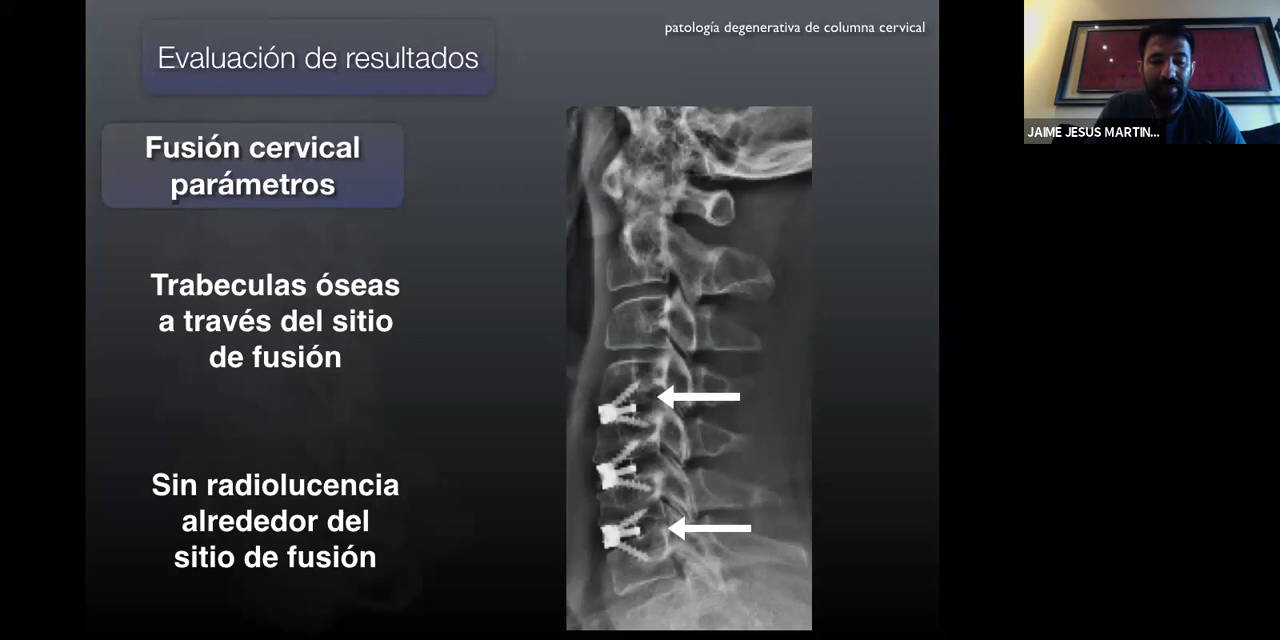 patología degenerativa de columna cervical
Evaluación de resultados
Fusión cervical
parámetros
Trabeculas óseas
a través del sitio
de fusión
Sin radiolucencia
alrededor del
sitio de fusión
JAIME JESUS MARTIN...